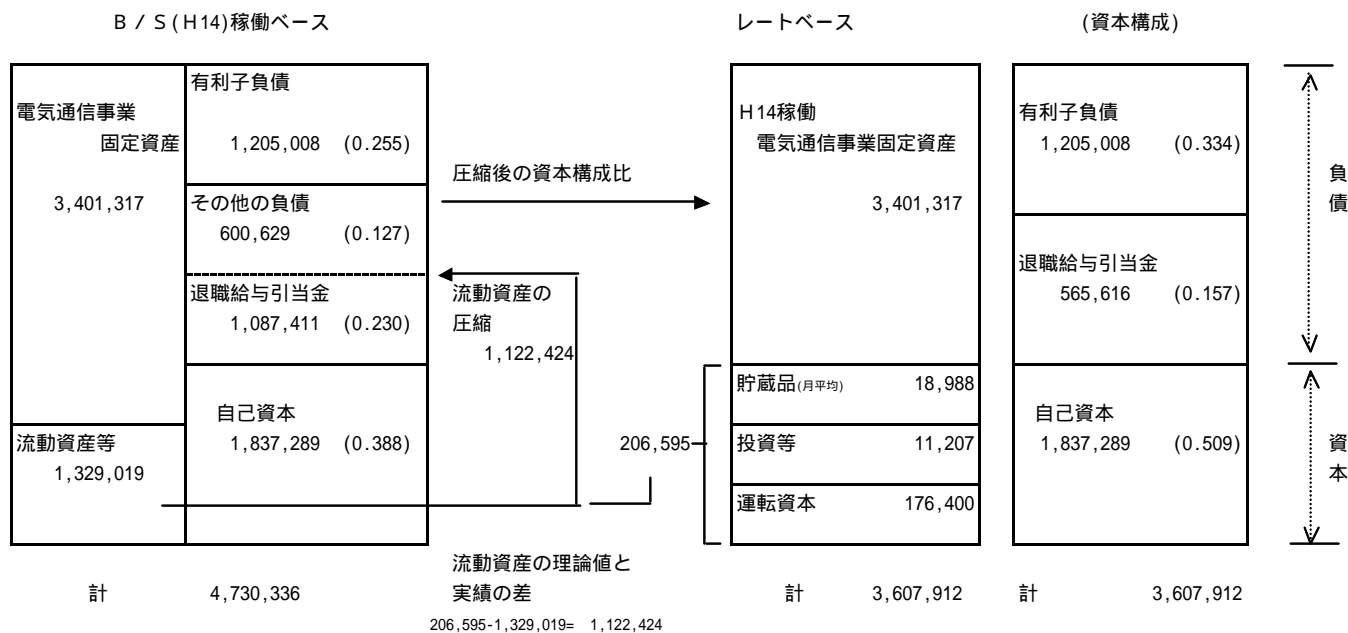 B / S(H14)稼働ベース
レートベース
(資本構成)
電気通信事業
固定資産
3,401,317
流動資産等
1,329,019
有利子負債
1,205,008 (0.255)
その他の負債
600,629 (0.127)
退職給与引当金
1,087,411 (0.230)
自己資本
1,837,289 (0.388)
計 4,730,336
圧縮後の資本構成比
流動資産の
圧縮
1,122,424
流動資産の理論値と
実績の差
206,595-1,329,019= 1,122,424
206,595
H14稼働
電気通信事業固定資産
3,401,317
貯蔵品(月平均) 18,988
投資等 11,207
運転資本 176,400
計 3,607,912
有利子負債
1,205,008 (0.334)
退職給与引当金
565,616 (0.157)
自己資本
1,837,289 (0.509)
計 3,607,912
負
債
資
本